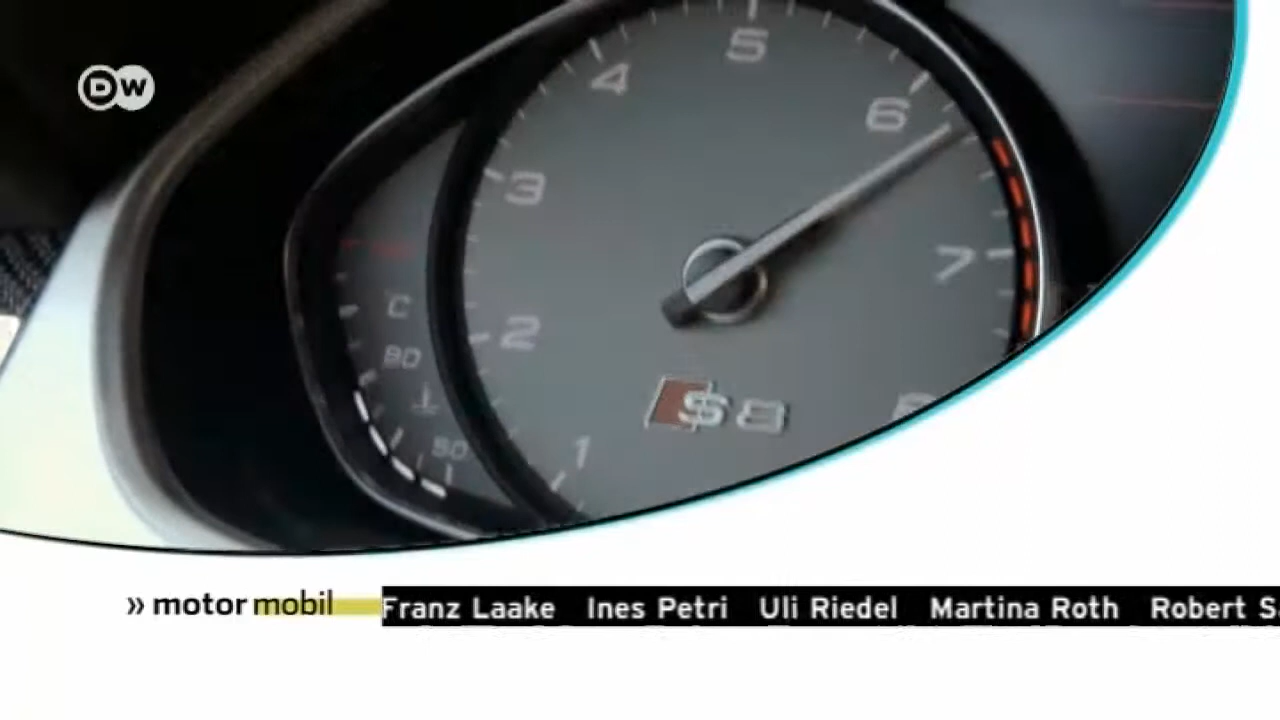 DW
5
4
6
3
7
C
90
2
50
S8
1
» motor mobil
Franz Laake Ines Petri Uli Riedel Martina Roth Robert